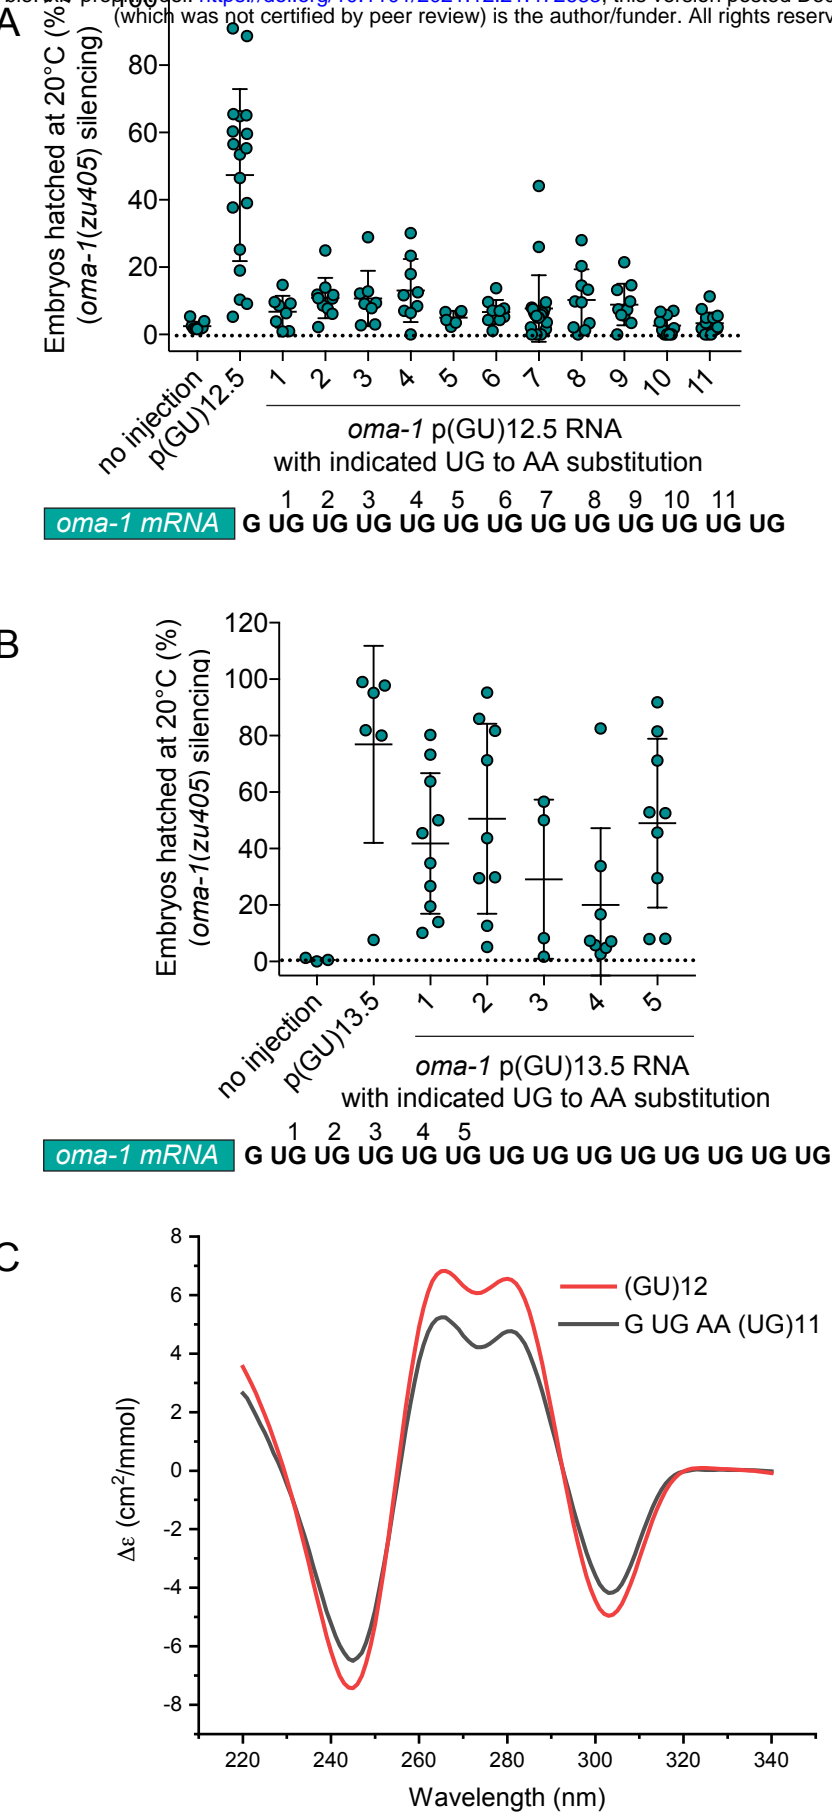 (which was not certified by peer review) is the author/funder. All rights reserv
A
Embryos hatched at 20°C (%
(oma-1(zu405) silencing)
80
60
40
20
0
no injection
p(GU)12.5
1 2 3 4 5 6 7 8 9 10 11
oma-1 p(GU)12.5 RNA
with indicated UG to AA substitution
1 2 3 4 5 6 7 8 9 10 11
oma-1 mRNA G UG UG UG UG UG UG UG UG UG UG UG UG
B
Embryos hatched at 20°C (%)
(oma-1(zu405) silencing)
120
100
80
60
40
20
0
no injection
p(GU)13.5
1 2 3 4 5
oma-1 p(GU)13.5 RNA
with indicated UG to AA substitution
1 2 3 4 5
oma-1 mRNA G UG UG UG UG UG UG UG UG UG UG UG UG UG
C
Δε (cm2/mmol)
8
6
4
2
0
-2
-4
-6
-8
(GU)12
G UG AA (UG)11
220 240 260 280 300 320 340
Wavelength (nm)